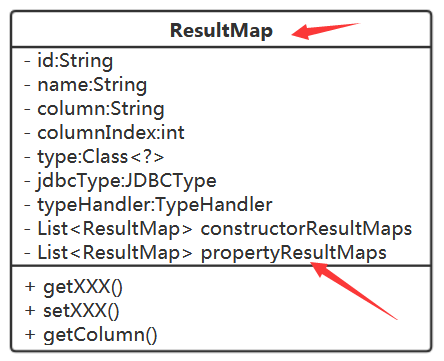 ResultMap
- id:String
- name:String
- column:String
- columnIndex:int
- type:Class<?>
- jdbcType:JDBCType
- typeHandler:TypeHandler
- List<ResultMap> constructorResultMaps
- List<ResultMap> propertyResultMaps
+ getXXX()
+ setXXX()
+ getColumn()